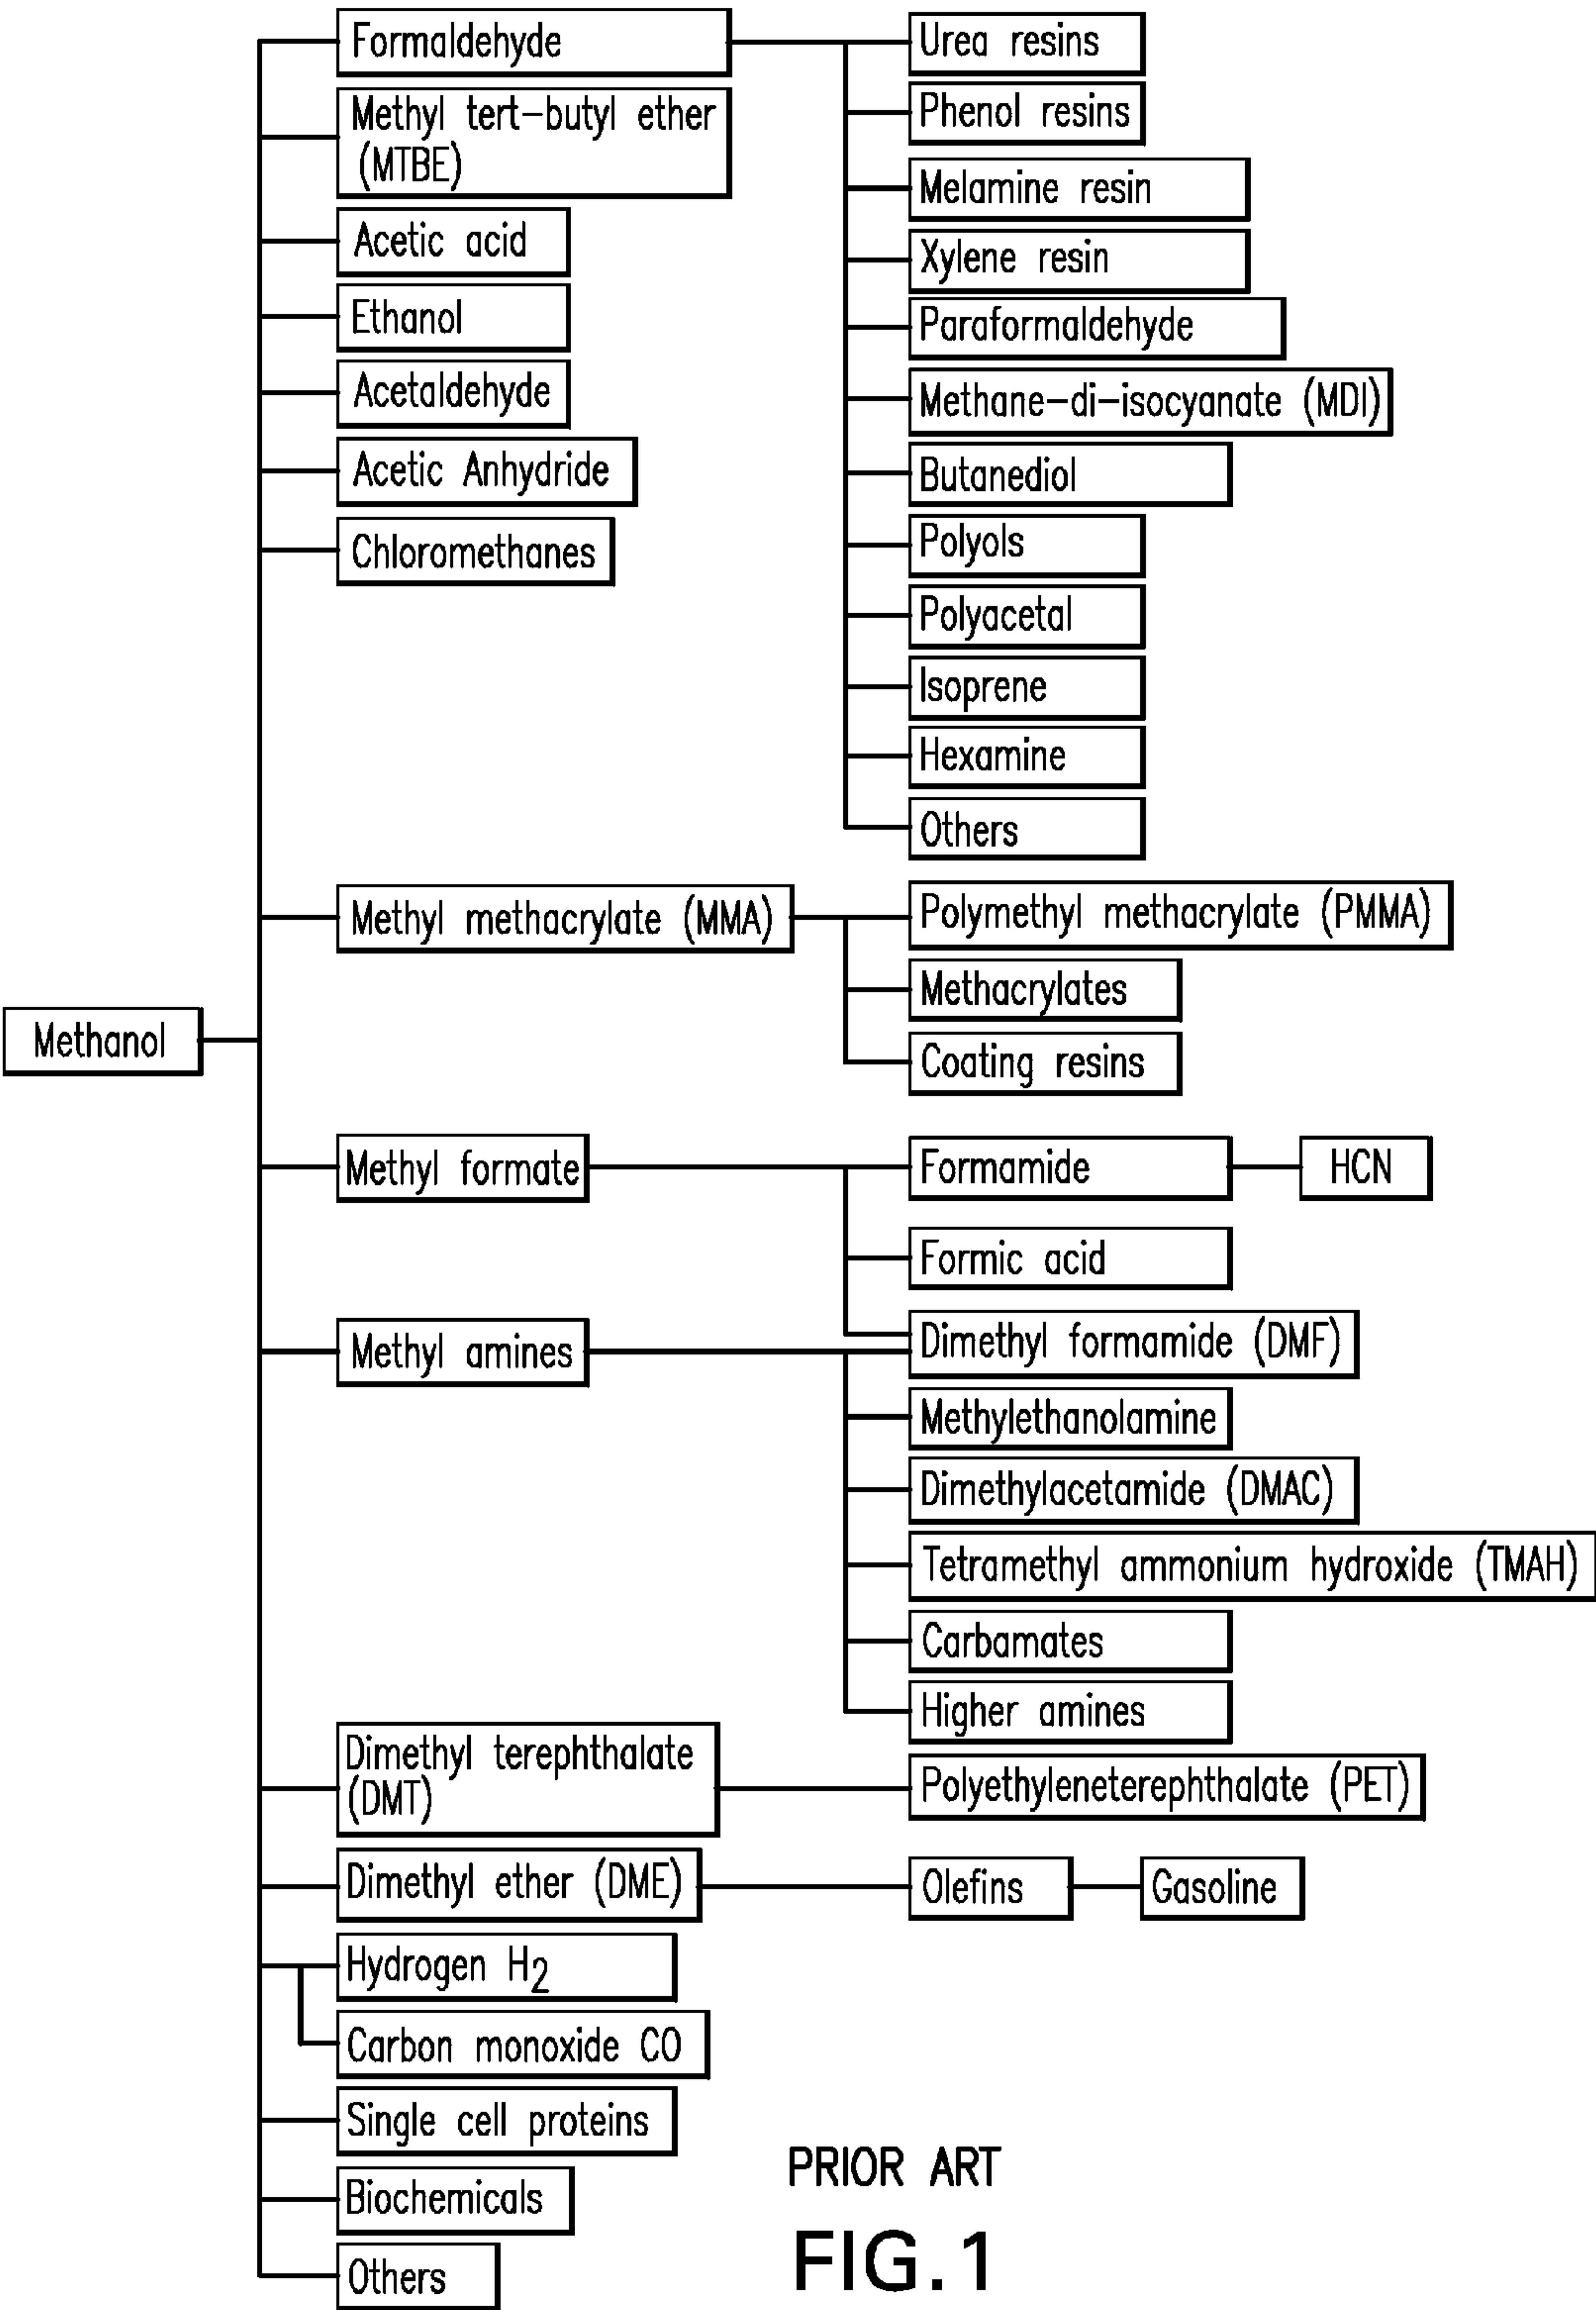 Formaldehyde
Methyl tert-butyl ether
(MTBE)
Acetic acid
Ethanol
Acetaldehyde
Acetic Anhydride
Chloromethanes
Urea resins
Phenol resins
Melamine resin
Xylene resin
Paraformaldehyde
Methane-di-isocyanate (MDI)
Butanediol
Polyols
Polyacetal
Isoprene
Hexamine
Others
Methyl methacrylate (MMA)
Polymethyl methacrylate (PMMA)
Methacrylates
Coating resins
Methanol
Methyl formate
Formamide
HCN
Formic acid
Methyl amines
Dimethyl formamide (DMF)
Methylethanolamine
Dimethylacetamide (DMAC)
Tetramethyl ammonium hydroxide (TMAH)
Carbamates
Higher amines
Dimethyl terephthalate
(DMT)
Polyethyleneterephthalate (PET)
Dimethyl ether (DME)
Olefins
Gasoline
Hydrogen H2
Carbon monoxide CO
Single cell proteins
Biochemicals
Others
PRIOR ART
FIG.1